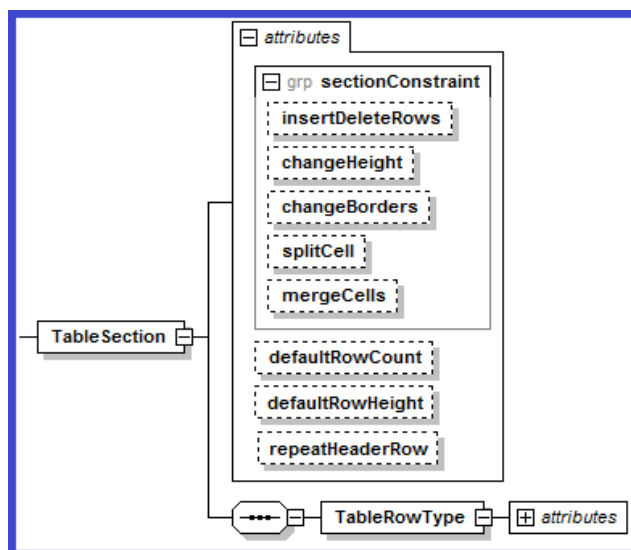 attributes
grp sectionConstraint
insertDeleteRows
changeHeight
changeBorders
splitCell
mergeCells
TableSection
defaultRowCount
defaultRowHeight
repeatHeaderRow
TableRowType
attributes